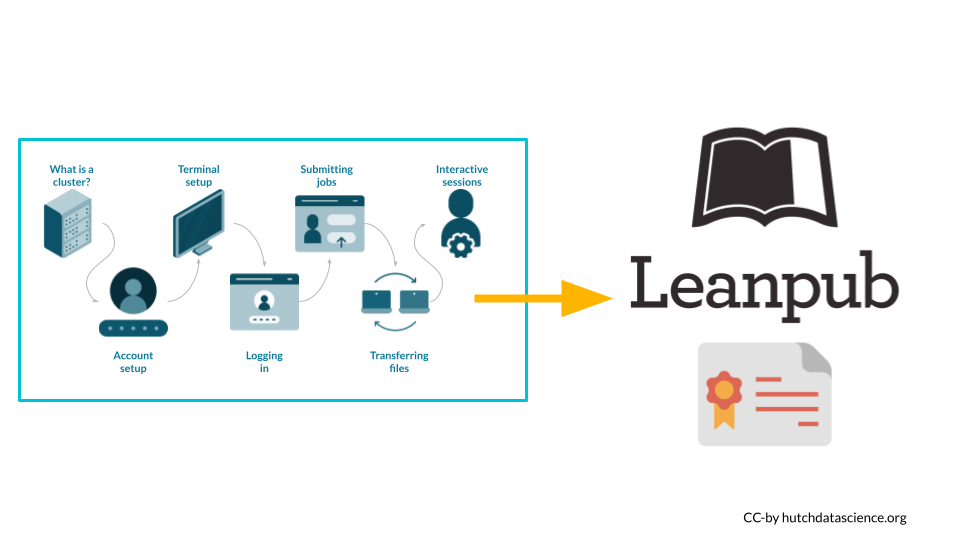 What is a
cluster?
Terminal
setup
Submitting
jobs
Interactive
sessions
Account
setup
Logging
in
Transferring
files
Leanpub
CC-by hutchdatascience.org